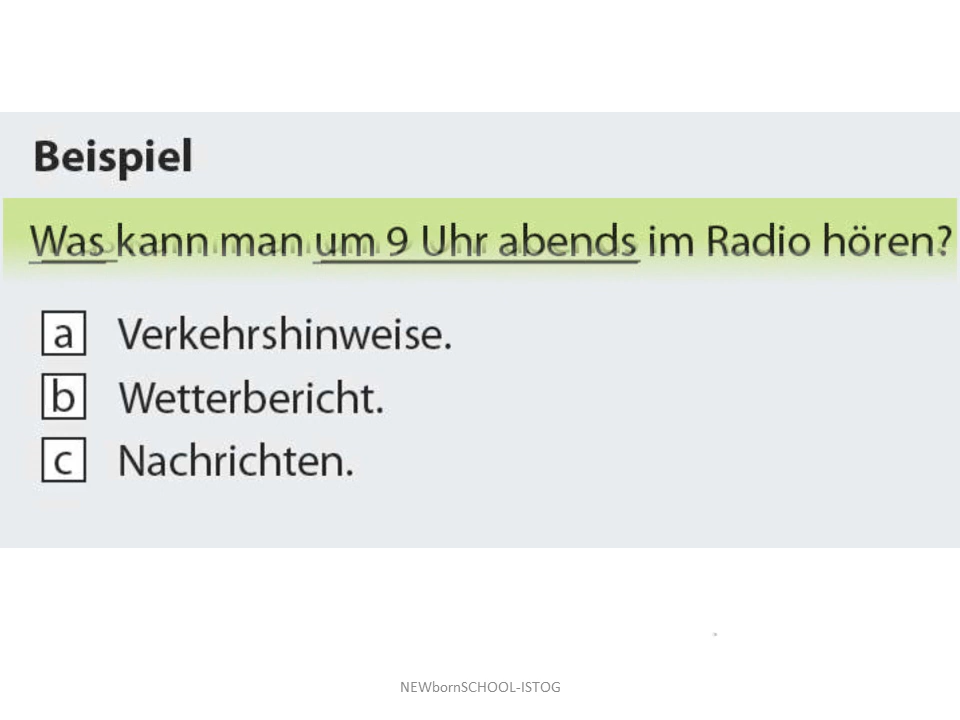 Beispiel
Was kann man um 9 Uhr abends im Radio hören?
a Verkehrshinweise.
b Wetterbericht.
c Nachrichten.
NEWbornSCHOOL-ISTOG